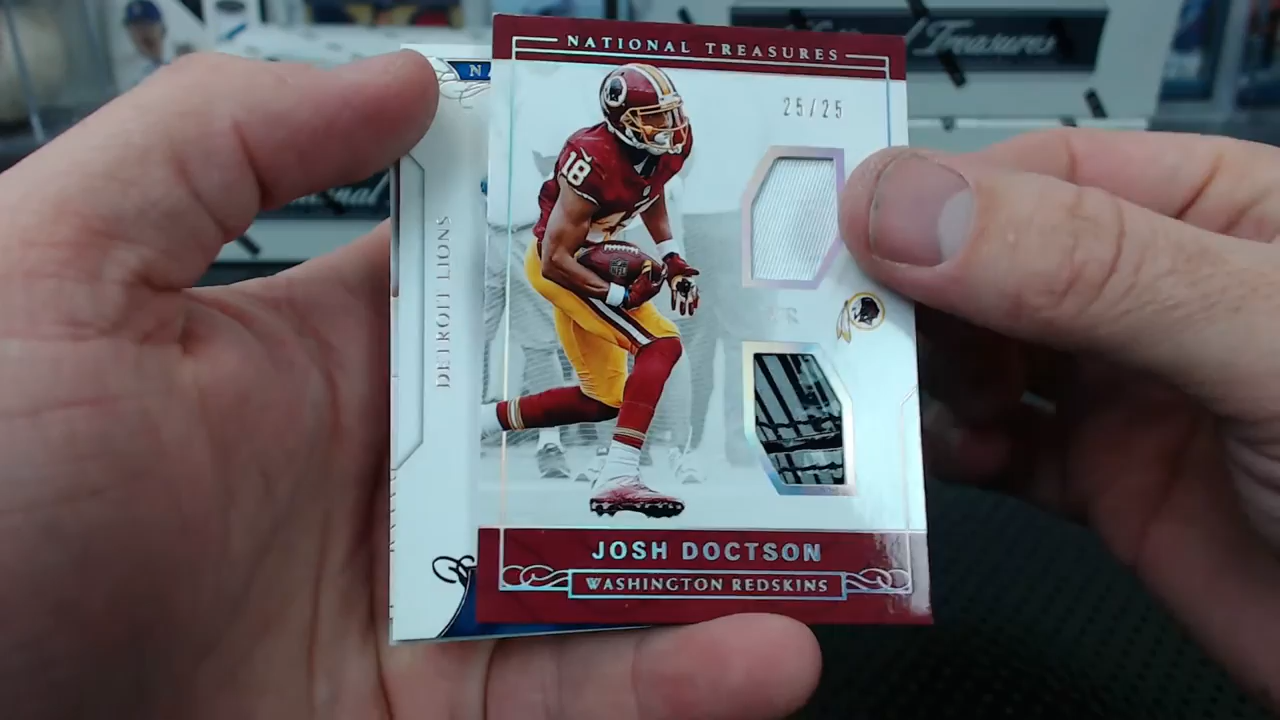 Treasures
NATIONAL TREASURES
25/25
18
DETROIT LIONS
JOSH DOCTSON
WASHINGTON REDSKINS